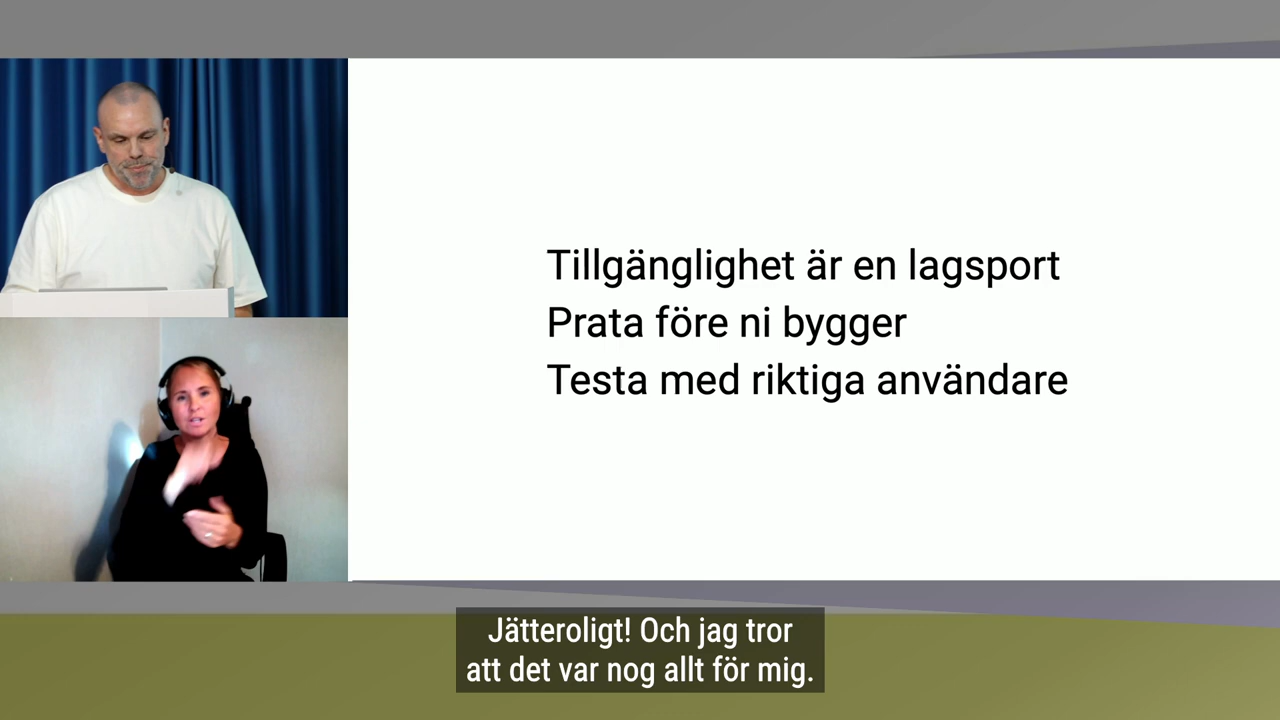 Tillgänglighet är en lagsport
Prata före ni bygger
Testa med riktiga användare
Jätteroligt! Och jag tror
att det var nog allt för mig.